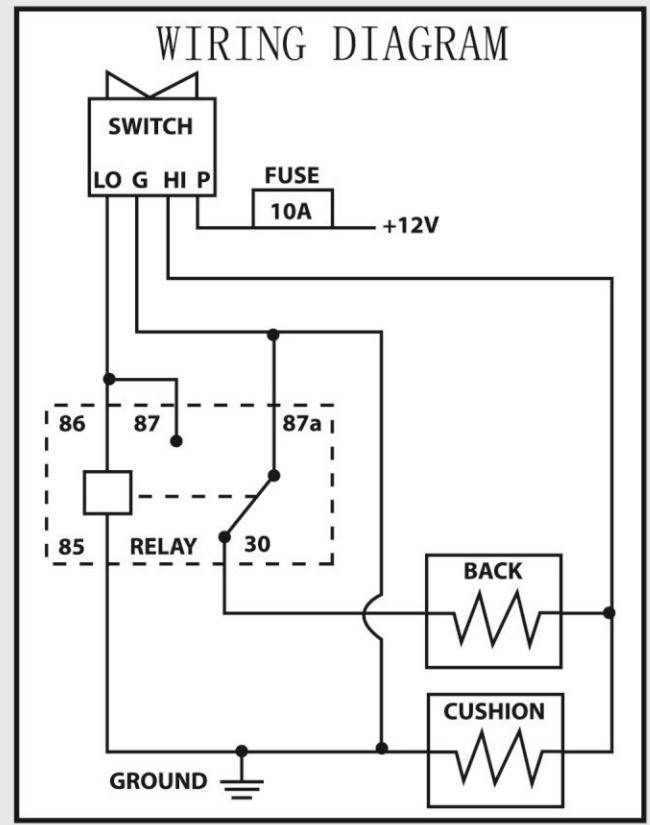 WIRING DIAGRAM
SWITCH
LO G HI P
FUSE
10A
+12V
86 87 87a
85 RELAY 30
BACK
CUSHION
GROUND